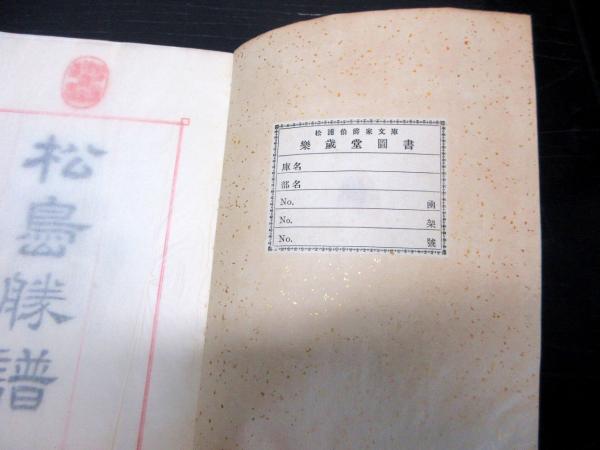 松浦伯爵家文庫
樂歲堂圖書
庫名
部名
No. 函
No. 架
No. 號
松島勝譜